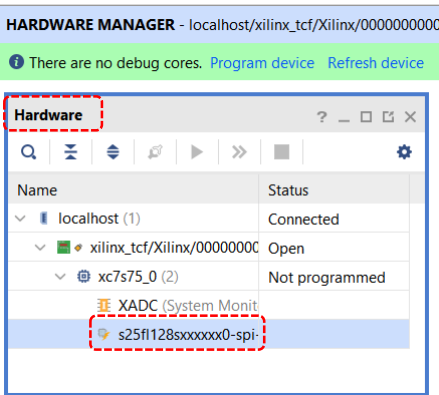 HARDWARE MANAGER - localhost/xilinx_tcf/Xilinx/0000000000
There are no debug cores. Program device Refresh device
Hardware
Name Status
localhost (1) Connected
xilinx_tcf/Xilinx/00000000 Open
xc7s75_0 (2) Not programmed
XADC (System Monit
s25fl128sxxxxxx0-spi-